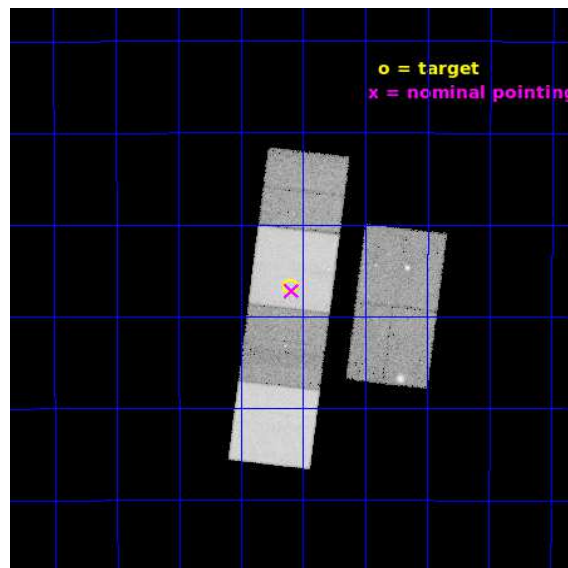 o = target
x = nominal pointing